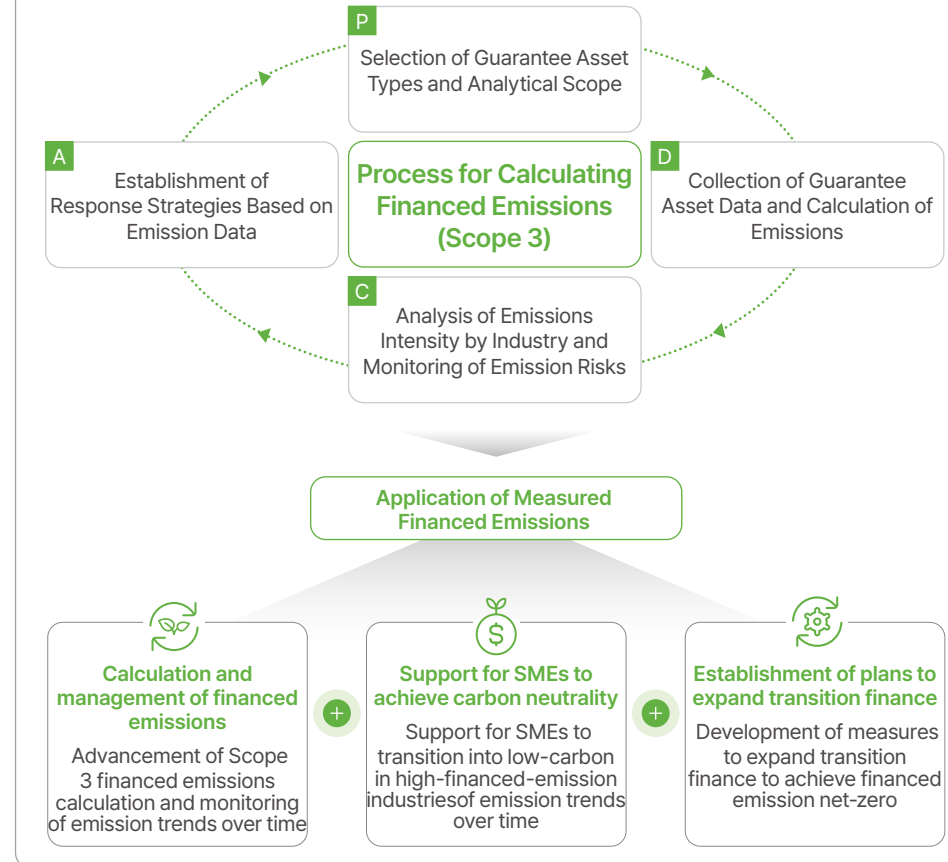 P
Selection of Guarantee Asset
Types and Analytical Scope
A
Establishment of
Response Strategies Based on
Emission Data
Process for Calculating
Financed Emissions
(Scope 3)
D
Collection of Guarantee
Asset Data and Calculation of
Emissions
C
Analysis of Emissions
Intensity by Industry and
Monitoring of Emission Risks
Application of Measured
Financed Emissions
Calculation and
management of financed
emissions
Advancement of Scope
3 financed emissions
calculation and monitoring
of emission trends over time
+
$
Support for SMEs to
achieve carbon neutrality
Support for SMEs to
transition into low-carbon
in high-financed-emission
industriesof emission trends
over time
+
Establishment of plans to
expand transition finance
Development of measures
to expand transition
finance to achieve financed
emission net-zero